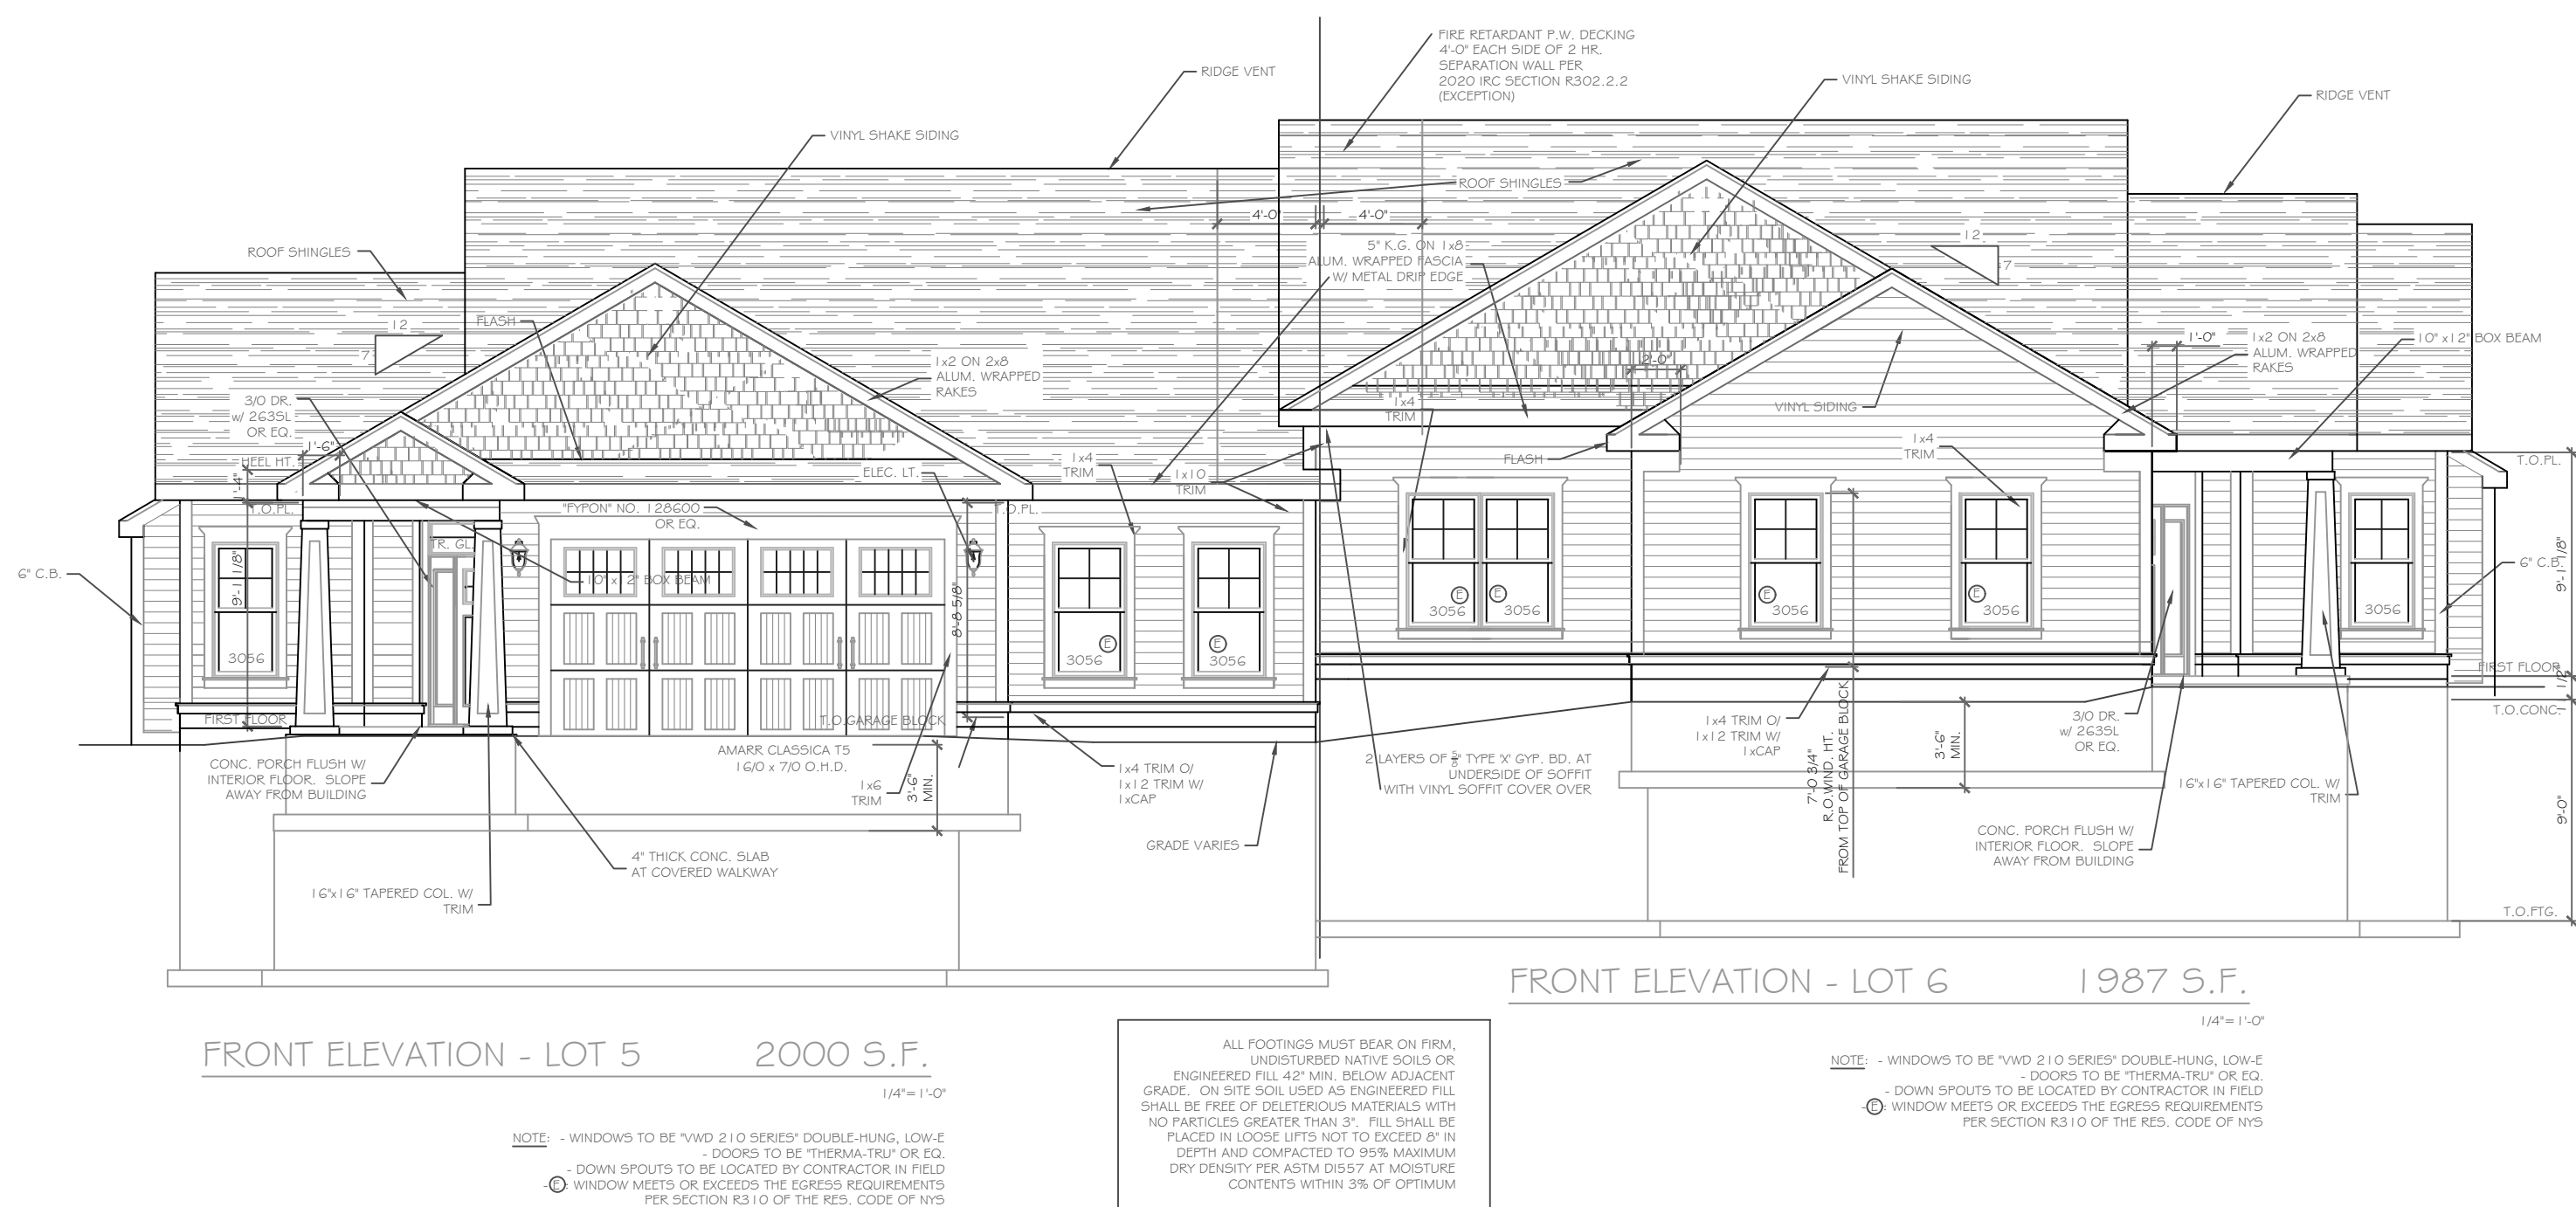 FIRE RETARDANT P.W. DECKING
4'-0" EACH SIDE OF 2 HR.
SEPARATION WALL PER
2020 IRC SECTION R302.2.2
(EXCEPTION)
RIDGE VENT
VINYL SHAKE SIDING
RIDGE VENT
VINYL SHAKE SIDING
ROOF SHINGLES
4'-0"
4'-0"
ROOF SHINGLES
5" K.G. ON 1x8
ALUM. WRAPPED FASCIA
W/ METAL DRIP EDGE
12
7
12
7
FLASH
1x2 ON 2x8
ALUM. WRAPPED
RAKES
2'-0"
1'-0"
1x2 ON 2x8
ALUM. WRAPPED
RAKES
10" x12" BOX BEAM
3/0 DR.
w/ 263SL
OR EQ.
1'-6"
HEEL HT.
1'-4"
T.O.PL.
1x4
TRIM
VINYL SIDING
1x4
TRIM
FLASH
ELEC. LT.
1x4
TRIM
1x10
TRIM
T.O.PL.
T.O.PL.
"FYPON" NO. 128600
OR EQ.
TR. GL.
6" C.B.
9'-1 1/8"
10" x12" BOX BEAM
8'-8 5/8"
6" C.B.
9'-1 1/8"
E
3056
E
3056
E
3056
E
3056
3056
3056
E
3056
E
3056
FIRST FLOOR
FIRST FLOOR
T.O.GARAGE BLOCK
T.O.CONC.
AMARR CLASSICA T5
16/0 x 7/0 O.H.D.
CONC. PORCH FLUSH W/
INTERIOR FLOOR. SLOPE
AWAY FROM BUILDING
1x6
TRIM
3'-6"
MIN.
1x4 TRIM O/
1x12 TRIM W/
1xCAP
2 LAYERS OF 5/8" TYPE 'X' GYP. BD. AT
UNDERSIDE OF SOFFIT
WITH VINYL SOFFIT COVER OVER
1x4 TRIM O/
1x12 TRIM W/
1xCAP
7'-0 3/4"
R.O.WIND. HT.
FROM TOP OF GARAGE BLOCK
3'-6"
MIN.
3/0 DR.
w/ 263SL
OR EQ.
16"x16" TAPERED COL. W/
TRIM
9'-0"
GRADE VARIES
CONC. PORCH FLUSH W/
INTERIOR FLOOR. SLOPE
AWAY FROM BUILDING
4" THICK CONC. SLAB
AT COVERED WALKWAY
16"x16" TAPERED COL. W/
TRIM
T.O.FTG.
FRONT ELEVATION - LOT 6 1987 S.F.
1/4"=1'-0"
FRONT ELEVATION - LOT 5 2000 S.F.
1/4"=1'-0"
ALL FOOTINGS MUST BEAR ON FIRM,
UNDISTURBED NATIVE SOILS OR
ENGINEERED FILL 42" MIN. BELOW ADJACENT
GRADE. ON SITE SOIL USED AS ENGINEERED FILL
SHALL BE FREE OF DELETERIOUS MATERIALS WITH
NO PARTICLES GREATER THAN 3". FILL SHALL BE
PLACED IN LOOSE LIFTS NOT TO EXCEED 8" IN
DEPTH AND COMPACTED TO 95% MAXIMUM
DRY DENSITY PER ASTM D1557 AT MOISTURE
CONTENTS WITHIN 3% OF OPTIMUM
NOTE: - WINDOWS TO BE "VWD 210 SERIES" DOUBLE-HUNG, LOW-E
- DOORS TO BE "THERMA-TRU" OR EQ.
- DOWN SPOUTS TO BE LOCATED BY CONTRACTOR IN FIELD
-E: WINDOW MEETS OR EXCEEDS THE EGRESS REQUIREMENTS
PER SECTION R310 OF THE RES. CODE OF NYS
NOTE: - WINDOWS TO BE "VWD 210 SERIES" DOUBLE-HUNG, LOW-E
- DOORS TO BE "THERMA-TRU" OR EQ.
- DOWN SPOUTS TO BE LOCATED BY CONTRACTOR IN FIELD
-E: WINDOW MEETS OR EXCEEDS THE EGRESS REQUIREMENTS
PER SECTION R310 OF THE RES. CODE OF NYS